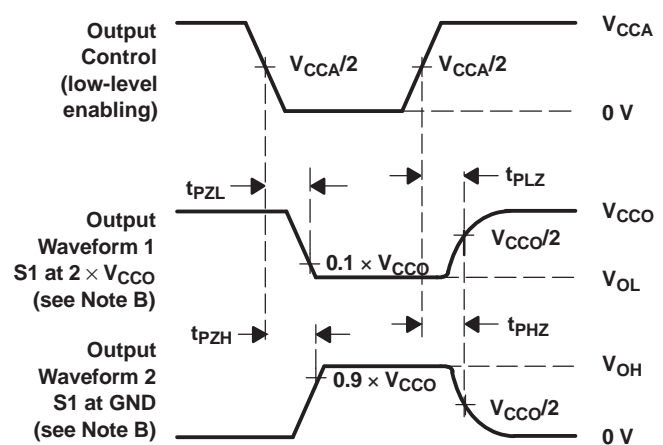 Output
Control
(low-level
enabling)
V_CCA/2
V_CCA/2
V_CCA
0 V
t_PZL
t_PLZ
Output
Waveform 1
S1 at 2 × V_CCO
(see Note B)
0.1 × V_CCO
V_CCO/2
V_CCO
V_OL
t_PZH
t_PHZ
Output
Waveform 2
S1 at GND
(see Note B)
0.9 × V_CCO
V_CCO/2
V_OH
0 V